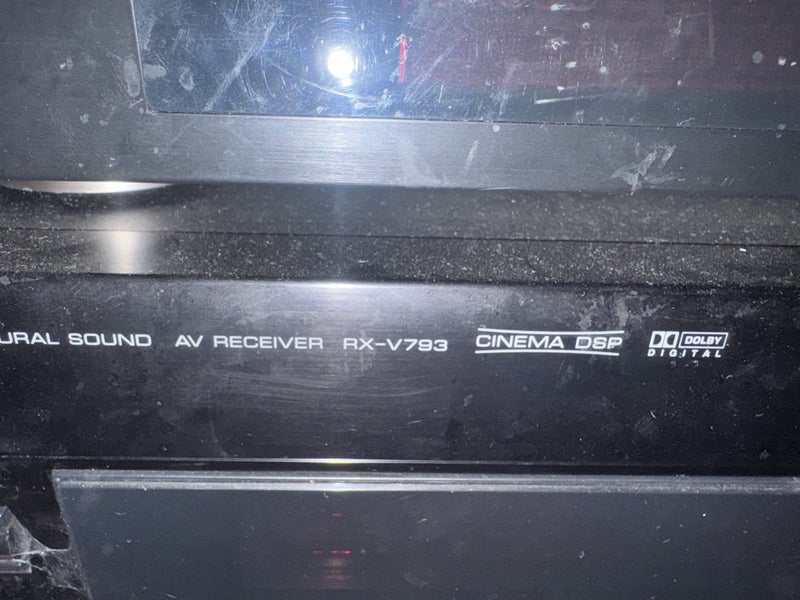 URAL SOUND AV RECEIVER RX-V793 CINEMA DSP DOLBY
DIGITAL